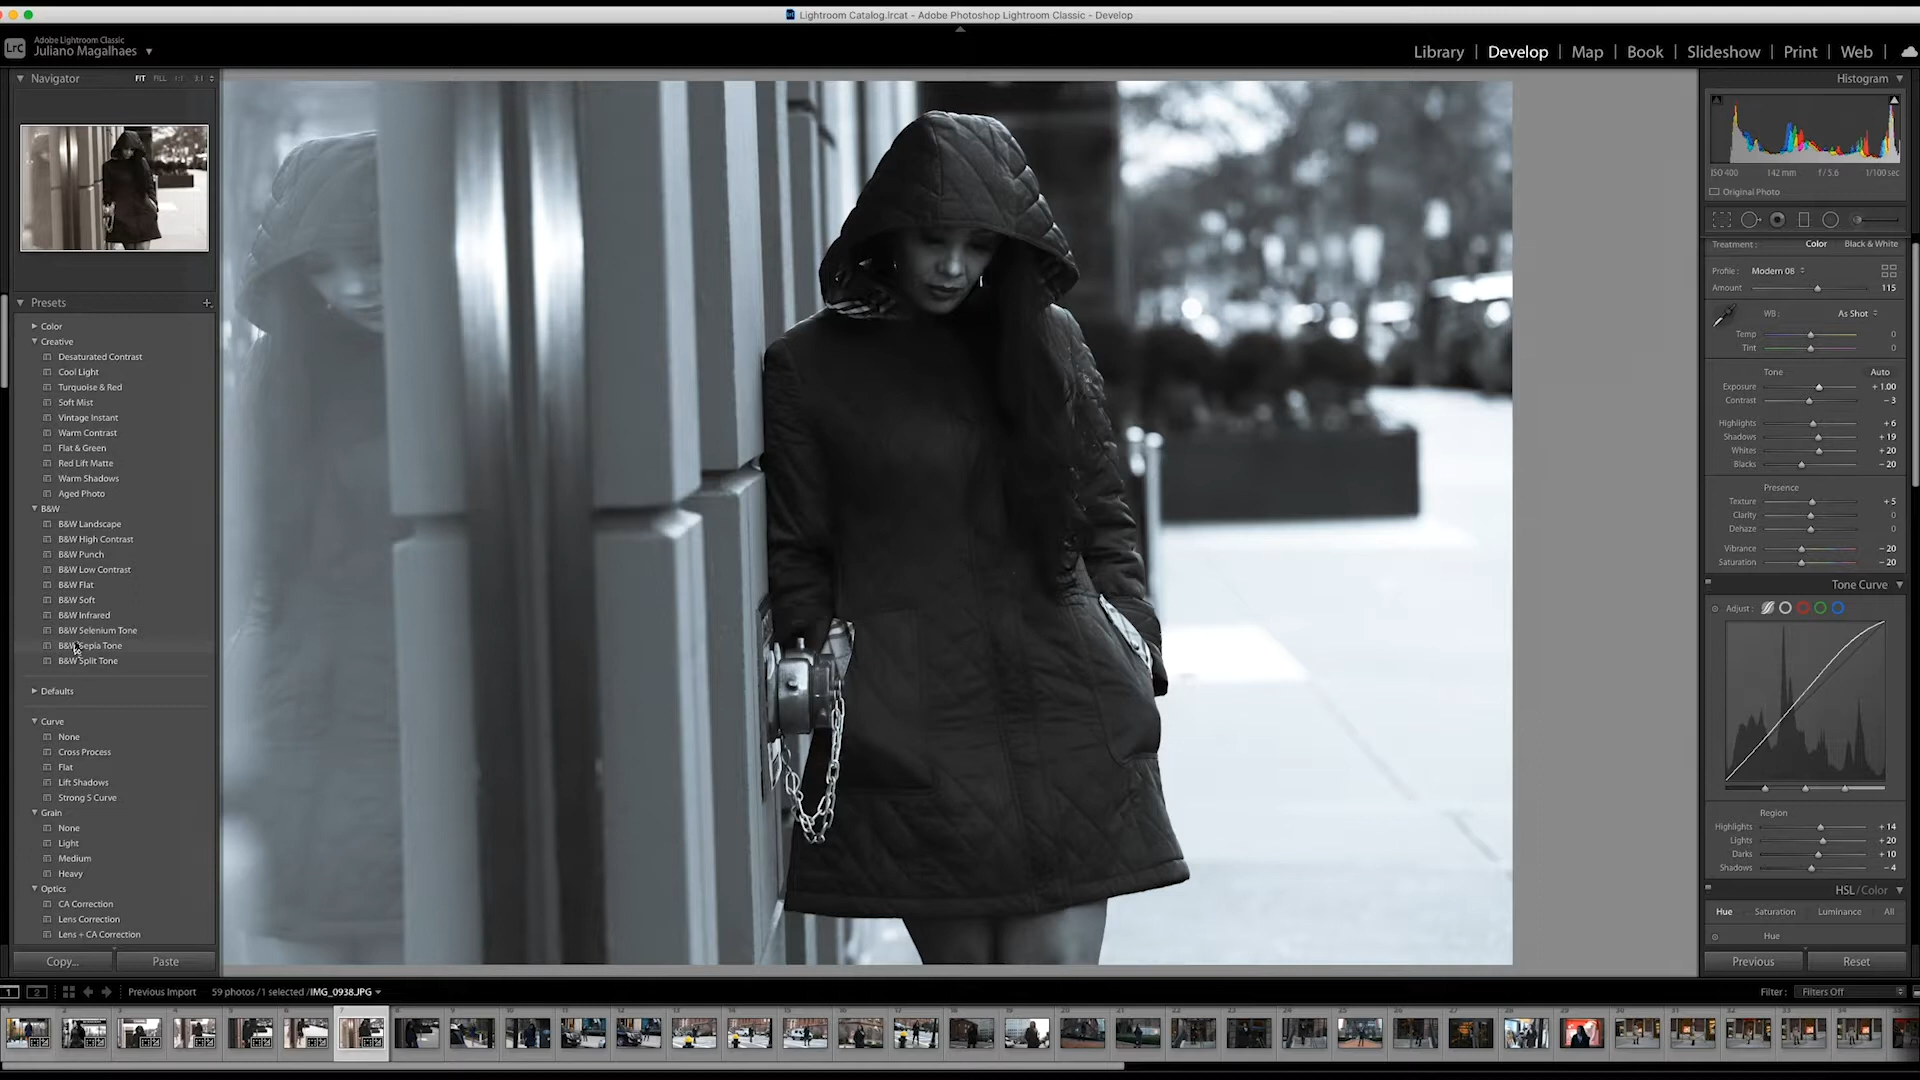 Lightroom Catalog.lrcat - Adobe Photoshop Lightroom Classic - Develop
LrC
Adobe Lightroom Classic
Juliano Magalhaes
Library | Develop | Map | Book | Slideshow | Print | Web
Navigator
FIT FILL
Presets
+
Color
Creative
Desaturated Contrast
Cool Light
Turquoise & Red
Soft Mist
Vintage Instant
Warm Contrast
Flat & Green
Red Lift Matte
Warm Shadows
Aged Photo
B&W
B&W Landscape
B&W High Contrast
B&W Punch
B&W Low Contrast
B&W Flat
B&W Soft
B&W Infrared
B&W Selenium Tone
B&W Sepia Tone
B&W Split Tone
Defaults
Curve
None
Cross Process
Flat
Lift Shadows
Strong S Curve
Grain
None
Light
Medium
Heavy
Optics
CA Correction
Lens Correction
Lens + CA Correction
Copy... Paste
Histogram
ISO 400 142 mm f / 5.6 1/100 sec
Original Photo
Treatment : Color Black & White
Profile : Modern 08
Amount 115
WB : As Shot
Temp 0
Tint 0
Tone Auto
Exposure + 1.00
Contrast - 3
Highlights + 6
Shadows + 19
Whites + 20
Blacks - 20
Presence
Texture + 5
Clarity 0
Dehaze 0
Vibrance - 20
Saturation - 20
Tone Curve
Adjust :
Region
Highlights + 14
Lights + 20
Darks + 10
Shadows - 4
HSL / Color
Hue Saturation Luminance All
Hue
Previous Reset
1 2 Previous Import 59 photos / 1 selected / IMG_0938.JPG
Filter : Filters Off